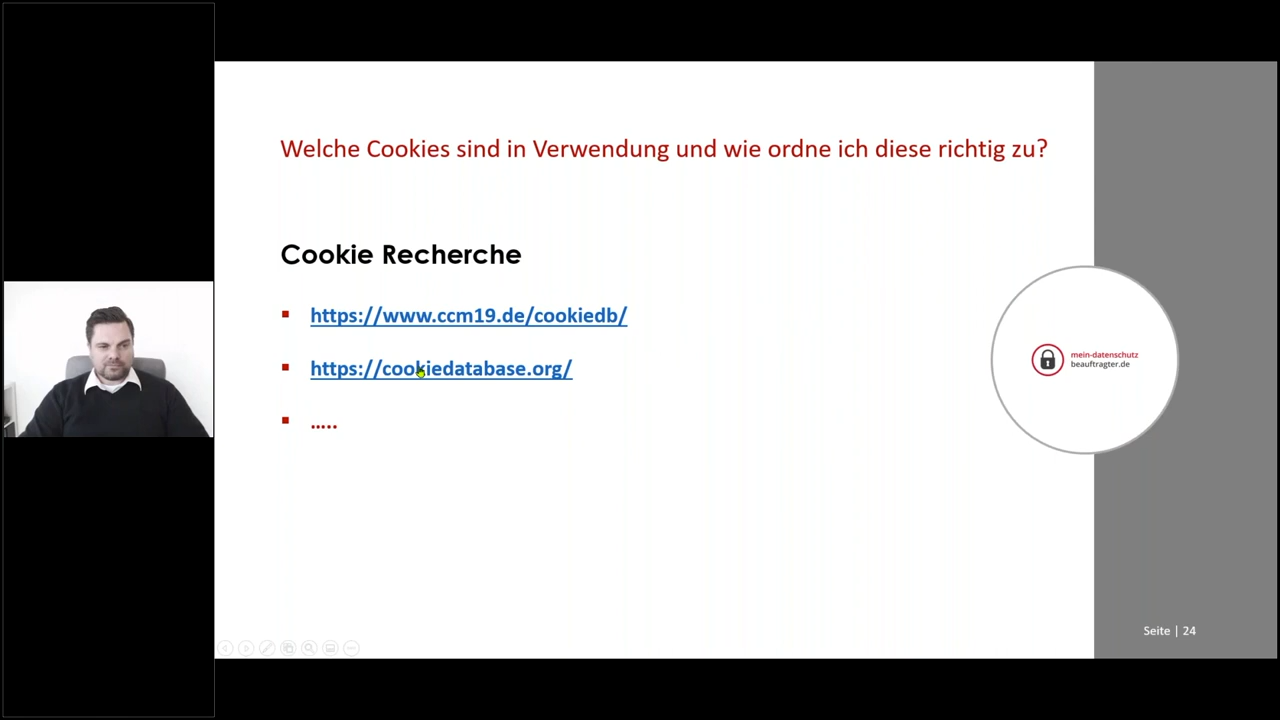 Welche Cookies sind in Verwendung und wie ordne ich diese richtig zu?
Cookie Recherche
https://www.ccm19.de/cookiedb/
https://cookiedatabase.org/
…..
mein-datenschutz
beauftragter.de
Seite | 24